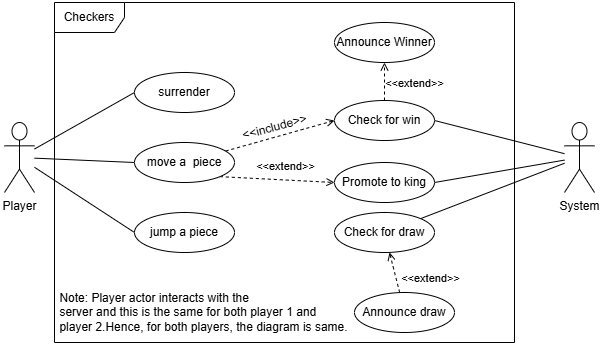 Checkers
Announce Winner
<<extend>>
surrender
Check for win
<<include>>
move a piece
<<extend>>
Promote to king
Player
System
jump a piece
Check for draw
<<extend>>
Announce draw
Note: Player actor interacts with the
server and this is the same for both player 1 and
player 2.Hence, for both players, the diagram is same.